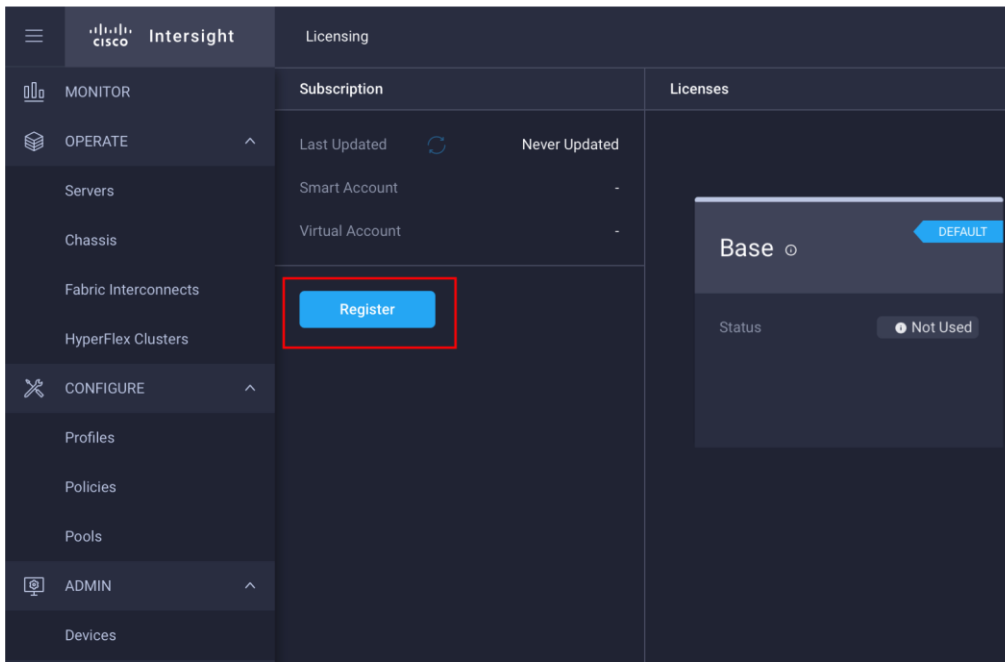 cisco Intersight
Licensing
MONITOR
OPERATE
Servers
Chassis
Fabric Interconnects
HyperFlex Clusters
CONFIGURE
Profiles
Policies
Pools
ADMIN
Devices
Subscription
Last Updated Never Updated
Smart Account -
Virtual Account -
Register
Licenses
DEFAULT
Base
Status Not Used